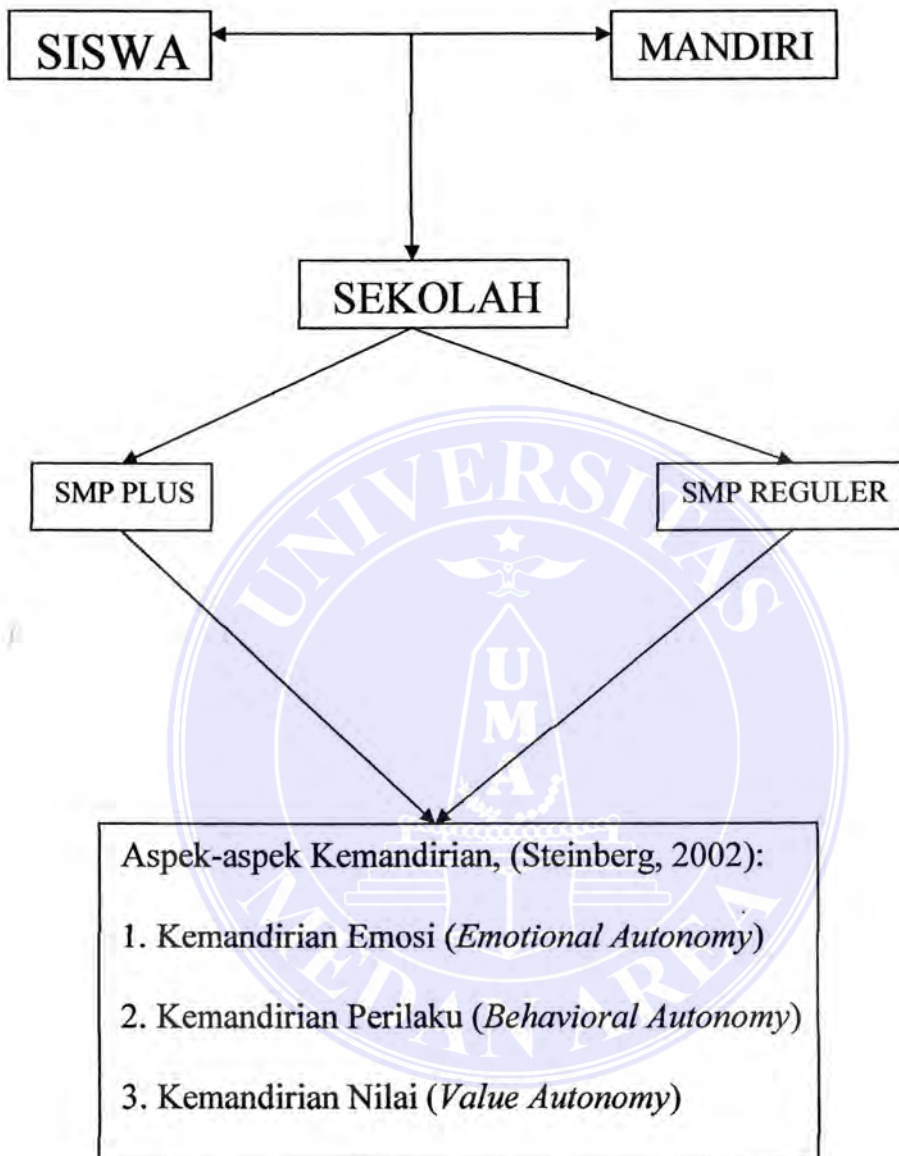 SISWA
MANDIRI
SEKOLAH
SMP PLUS
SMP REGULER
UNIVERSITAS
UMA
MEDAN AREA
Aspek-aspek Kemandirian, (Steinberg, 2002):
1. Kemandirian Emosi (Emotional Autonomy)
2. Kemandirian Perilaku (Behavioral Autonomy)
3. Kemandirian Nilai (Value Autonomy)